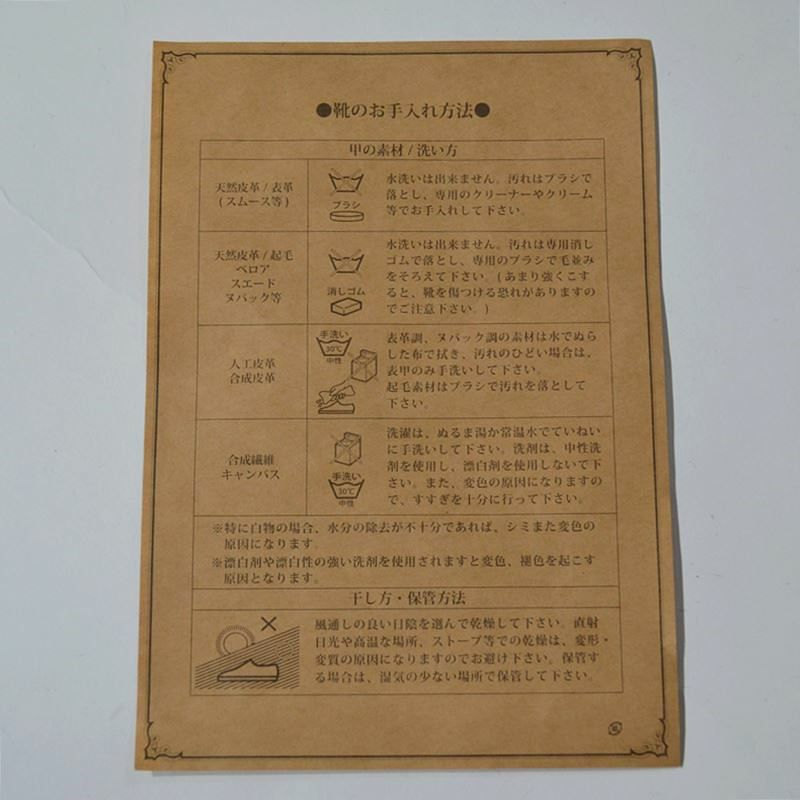 ●靴のお手入れ方法●
甲の素材 / 洗い方
天然皮革 / 表革
( スムース等 )
ブラシ
水洗いは出来ません。汚れはブラシで
落とし、専用のクリーナーやクリーム
等でお手入れして下さい。
天然皮革 / 起毛
ベロア
スエード
ヌバック等
消しゴム
水洗いは出来ません。汚れは専用消し
ゴムで落とし、専用のブラシで毛並み
をそろえて下さい。( あまり強くこす
ると、靴を傷つける恐れがありますの
でご注意下さい。)
人工皮革
合成皮革
手洗い
30℃
中性
表革調、ヌバック調の素材は水でぬら
した布で拭き、汚れのひどい場合は、
表甲のみ手洗いして下さい。
起毛素材はブラシで汚れを落として
下さい。
合成繊維
キャンバス
手洗い
30℃
中性
洗濯は、ぬるま湯か常温水でていねい
に手洗いして下さい。洗剤は、中性洗
剤を使用し、漂白剤を使用しないで下
さい。また、変色の原因になりますの
で、すすぎを十分に行って下さい。
※特に白物の場合、水分の除去が不十分であれば、シミまた変色の
原因になります。
※漂白剤や漂白性の強い洗剤を使用されますと変色、褪色を起こす
原因となります。
干し方・保管方法
風通しの良い日陰を選んで乾燥して下さい。直射
日光や高温な場所、ストーブ等での乾燥は、変形・
変質の原因になりますのでお避け下さい。保管す
る場合は、湿気の少ない場所で保管して下さい。